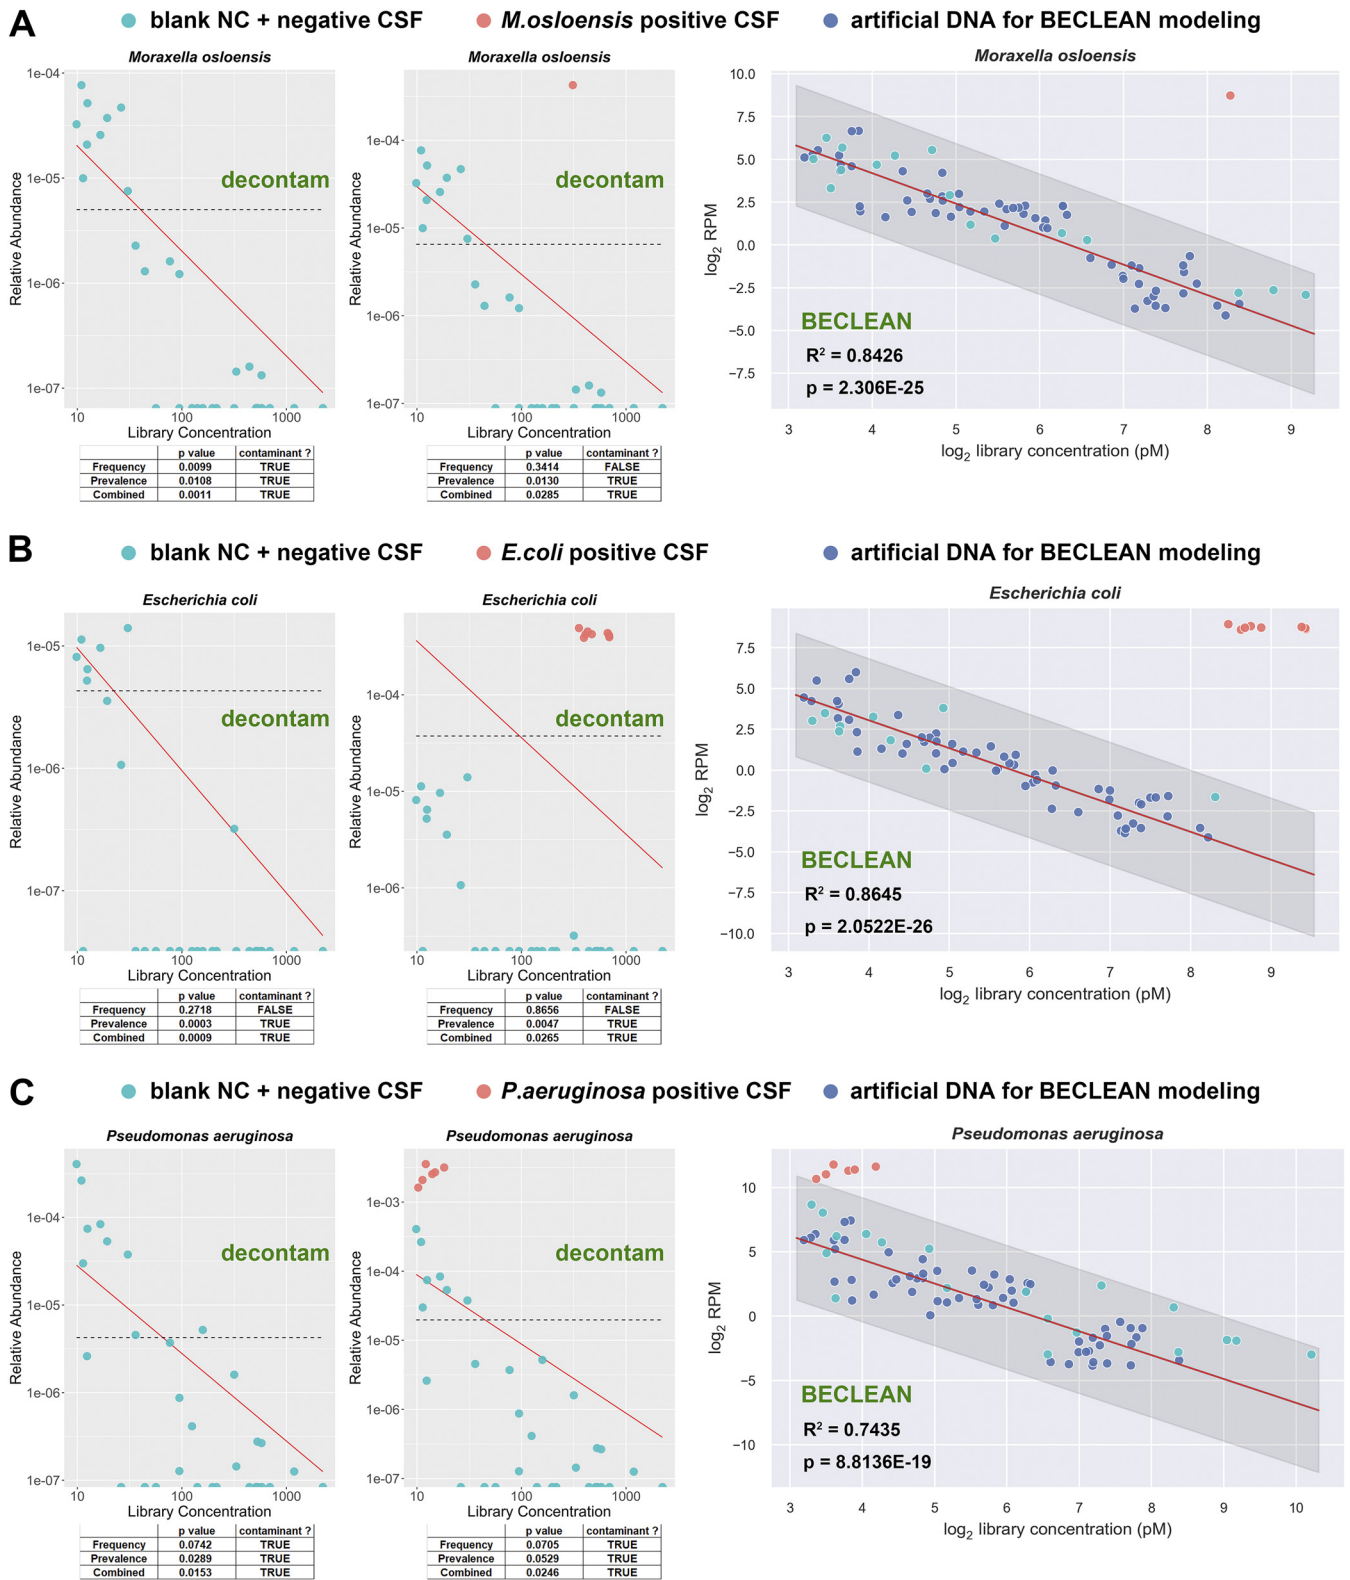 A
blank NC + negative CSF
M.osloensis positive CSF
artificial DNA for BECLEAN modeling
Moraxella osloensis
1e-04
1e-05
1e-06
1e-07
Relative Abundance
decontam
10 100 1000
Library Concentration
p value contaminant ?
Frequency 0.0099 TRUE
Prevalence 0.0108 TRUE
Combined 0.0011 TRUE
Moraxella osloensis
1e-04
1e-05
1e-06
1e-07
Relative Abundance
decontam
10 100 1000
Library Concentration
p value contaminant ?
Frequency 0.3414 FALSE
Prevalence 0.0130 TRUE
Combined 0.0285 TRUE
Moraxella osloensis
10.0
7.5
5.0
2.5
0.0
−2.5
−5.0
−7.5
log2 RPM
BECLEAN
R² = 0.8426
p = 2.306E-25
3 4 5 6 7 8 9
log2 library concentration (pM)
B
blank NC + negative CSF
E.coli positive CSF
artificial DNA for BECLEAN modeling
Escherichia coli
1e-05
1e-06
1e-07
Relative Abundance
decontam
10 100 1000
Library Concentration
p value contaminant ?
Frequency 0.2718 FALSE
Prevalence 0.0003 TRUE
Combined 0.0009 TRUE
Escherichia coli
1e-04
1e-05
1e-06
Relative Abundance
decontam
10 100 1000
Library Concentration
p value contaminant ?
Frequency 0.8656 FALSE
Prevalence 0.0047 TRUE
Combined 0.0265 TRUE
Escherichia coli
7.5
5.0
2.5
0.0
−2.5
−5.0
−7.5
−10.0
log2 RPM
BECLEAN
R² = 0.8645
p = 2.0522E-26
3 4 5 6 7 8 9
log2 library concentration (pM)
C
blank NC + negative CSF
P.aeruginosa positive CSF
artificial DNA for BECLEAN modeling
Pseudomonas aeruginosa
1e-04
1e-05
1e-06
1e-07
Relative Abundance
decontam
10 100 1000
Library Concentration
p value contaminant ?
Frequency 0.0742 TRUE
Prevalence 0.0289 TRUE
Combined 0.0153 TRUE
Pseudomonas aeruginosa
1e-03
1e-04
1e-05
1e-06
1e-07
Relative Abundance
decontam
10 100 1000
Library Concentration
p value contaminant ?
Frequency 0.0705 TRUE
Prevalence 0.0529 TRUE
Combined 0.0246 TRUE
Pseudomonas aeruginosa
10
5
0
−5
−10
log2 RPM
BECLEAN
R² = 0.7435
p = 8.8136E-19
3 4 5 6 7 8 9 10
log2 library concentration (pM)